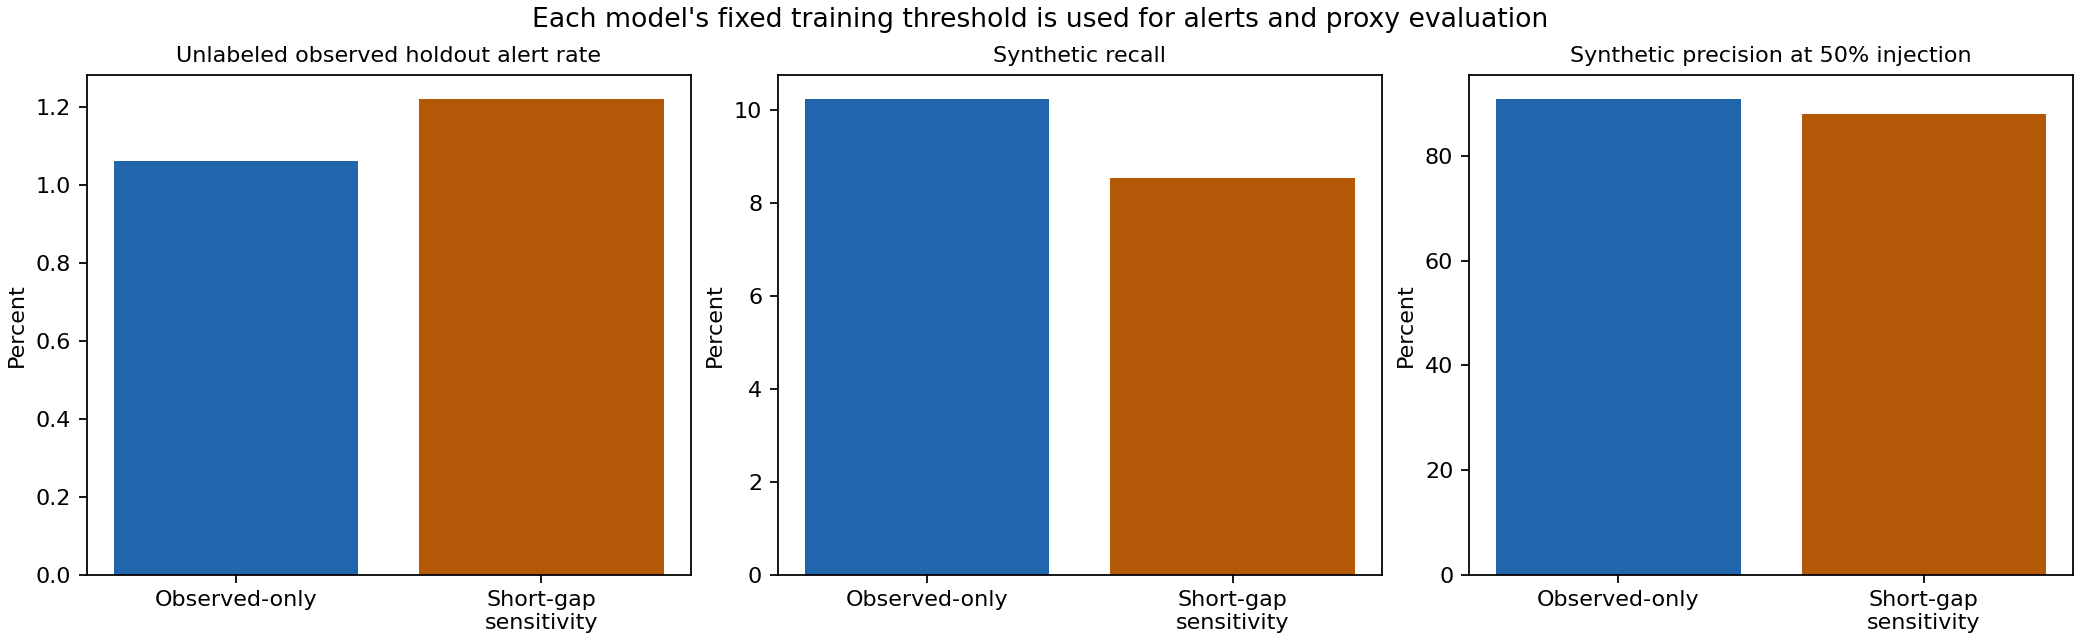 Each model's fixed training threshold is used for alerts and proxy evaluation
Unlabeled observed holdout alert rate
Percent
1.2
1.0
0.8
0.6
0.4
0.2
0.0
Observed-only
Short-gap
sensitivity
Synthetic recall
Percent
10
8
6
4
2
0
Observed-only
Short-gap
sensitivity
Synthetic precision at 50% injection
Percent
80
60
40
20
0
Observed-only
Short-gap
sensitivity